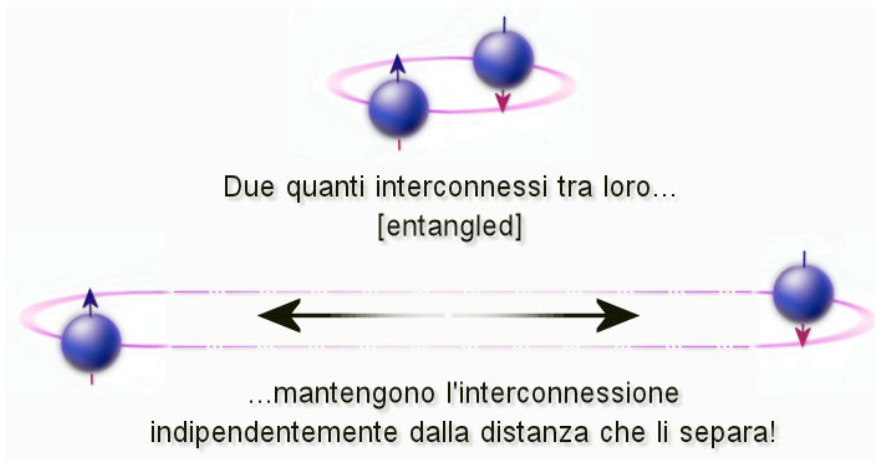 Due quanti interconnessi tra loro...
[entangled]
...mantengono l'interconnessione
indipendentemente dalla distanza che li separa!